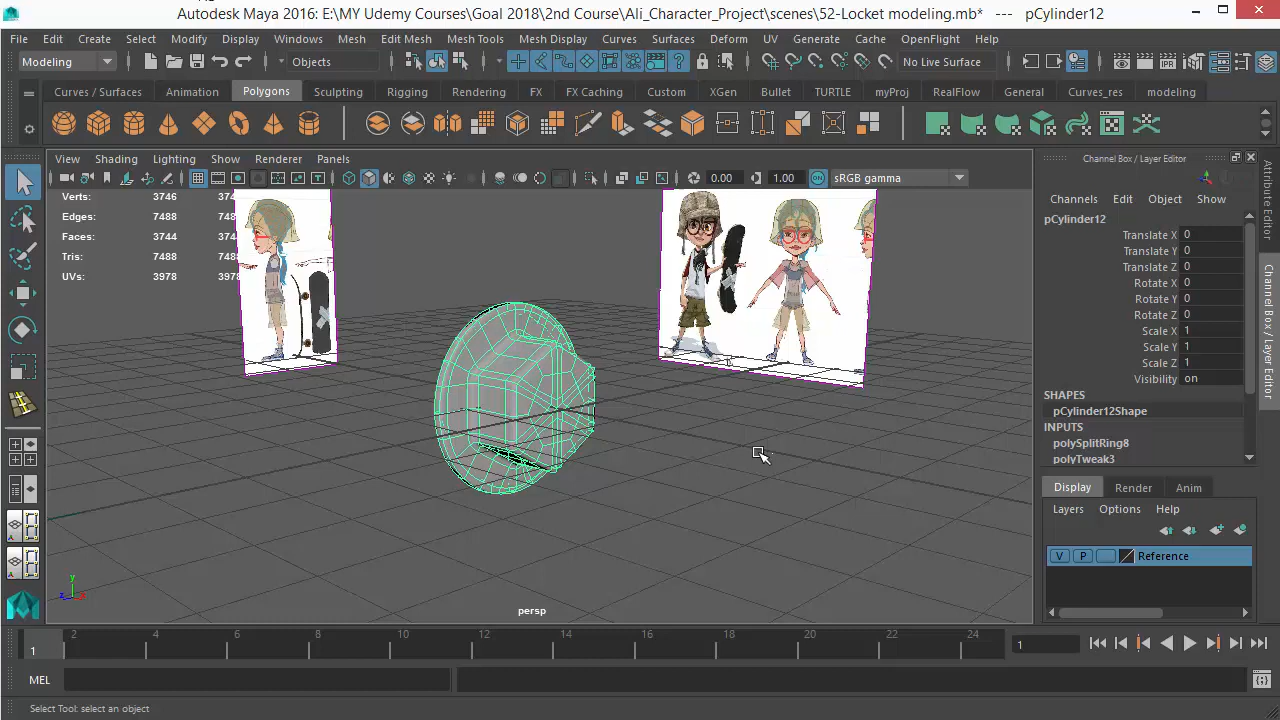 Autodesk Maya 2016: E:\MY Udemy Courses\Goal 2018\2nd Course\Ali_Character_Project\scenes\52-Locket modeling.mb* --- pCylinder12
File Edit Create Select Modify Display Windows Mesh Edit Mesh Mesh Tools Mesh Display Curves Surfaces Deform UV Generate Cache OpenFlight Help
Modeling Objects No Live Surface
Curves / Surfaces Animation Polygons Sculpting Rigging Rendering FX FX Caching Custom XGen Bullet TURTLE myProj RealFlow General Curves_res modeling
View Shading Lighting Show Renderer Panels
0.00 1.00 sRGB gamma
Verts: 3746
Edges: 7488
Faces: 3744
Tris: 7488
UVs: 3978
persp
Channel Box / Layer Editor
Channels Edit Object Show
pCylinder12
Translate X 0
Translate Y 0
Translate Z 0
Rotate X 0
Rotate Y 0
Rotate Z 0
Scale X 1
Scale Y 1
Scale Z 1
Visibility on
SHAPES
pCylinder12Shape
INPUTS
polySplitRing8
polyTweak3
Display Render Anim
Layers Options Help
V P Reference
Attribute Editor
Channel Box / Layer Editor
2 4 6 8 10 12 14 16 18 20 22 24
1 1
MEL
Select Tool: select an object